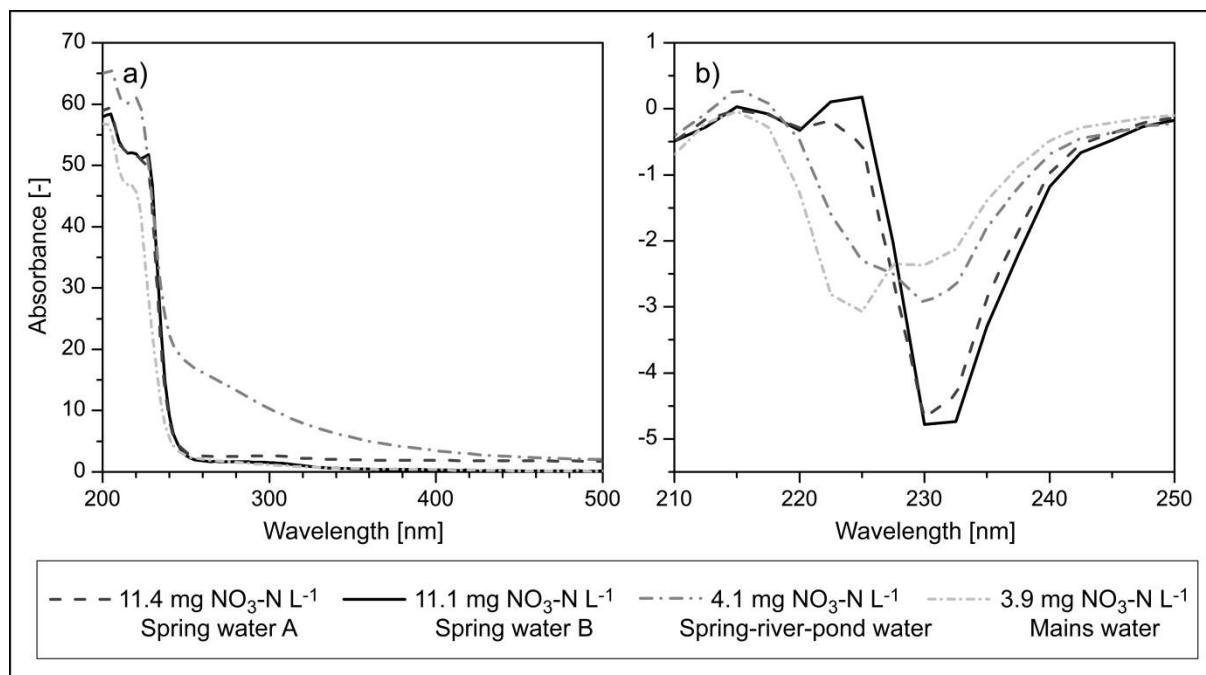 a)
70
60
50
40
30
20
10
0
Absorbance [-]
200
300
400
500
Wavelength [nm]
b)
1
0
-1
-2
-3
-4
-5
210
220
230
240
250
Wavelength [nm]
11.4 mg NO₃-N L⁻¹
Spring water A
11.1 mg NO₃-N L⁻¹
Spring water B
4.1 mg NO₃-N L⁻¹
Spring-river-pond water
3.9 mg NO₃-N L⁻¹
Mains water